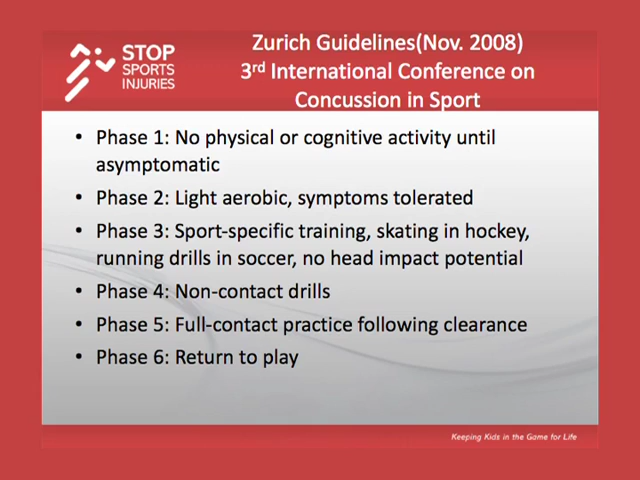 STOP
SPORTS
INJURIES
Zurich Guidelines(Nov. 2008)
3rd International Conference on
Concussion in Sport
• Phase 1: No physical or cognitive activity until
asymptomatic
• Phase 2: Light aerobic, symptoms tolerated
• Phase 3: Sport-specific training, skating in hockey,
running drills in soccer, no head impact potential
• Phase 4: Non-contact drills
• Phase 5: Full-contact practice following clearance
• Phase 6: Return to play
Keeping Kids in the Game for Life